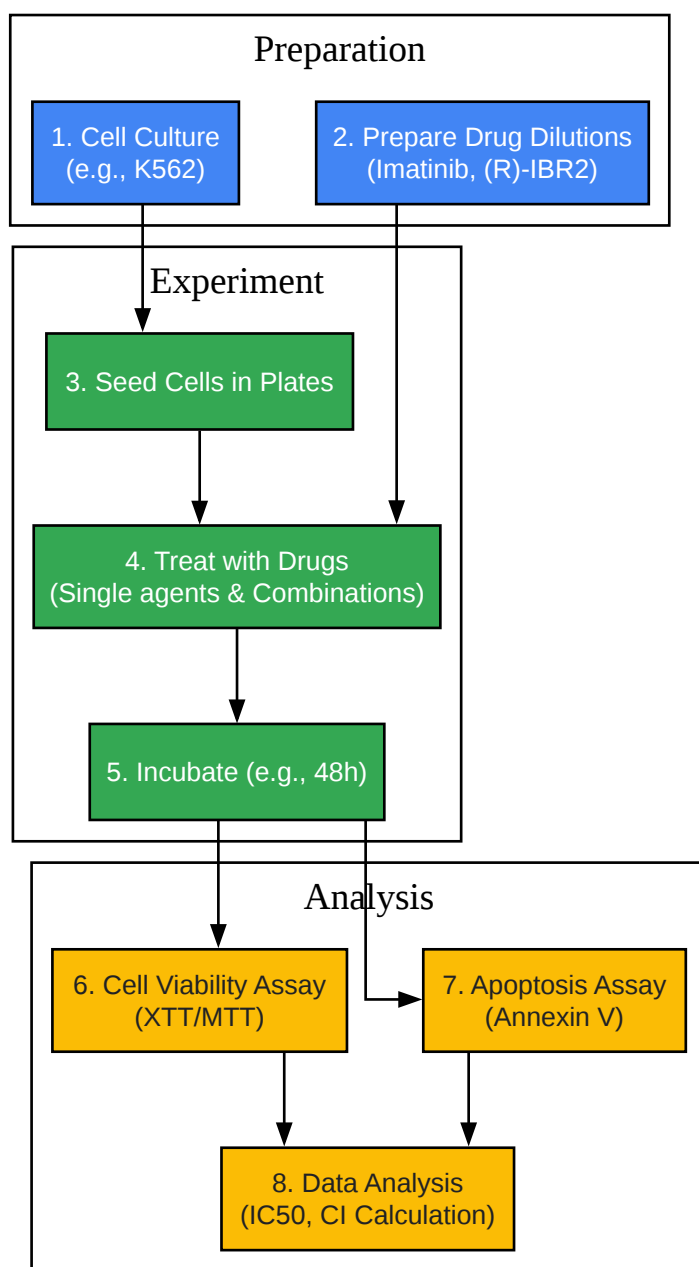 Preparation
1. Cell Culture
(e.g., K562)
2. Prepare Drug Dilutions
(Imatinib, (R)-IBR2)
Experiment
3. Seed Cells in Plates
4. Treat with Drugs
(Single agents & Combinations)
5. Incubate (e.g., 48h)
Analysis
6. Cell Viability Assay
(XTT/MTT)
7. Apoptosis Assay
(Annexin V)
8. Data Analysis
(IC50, CI Calculation)